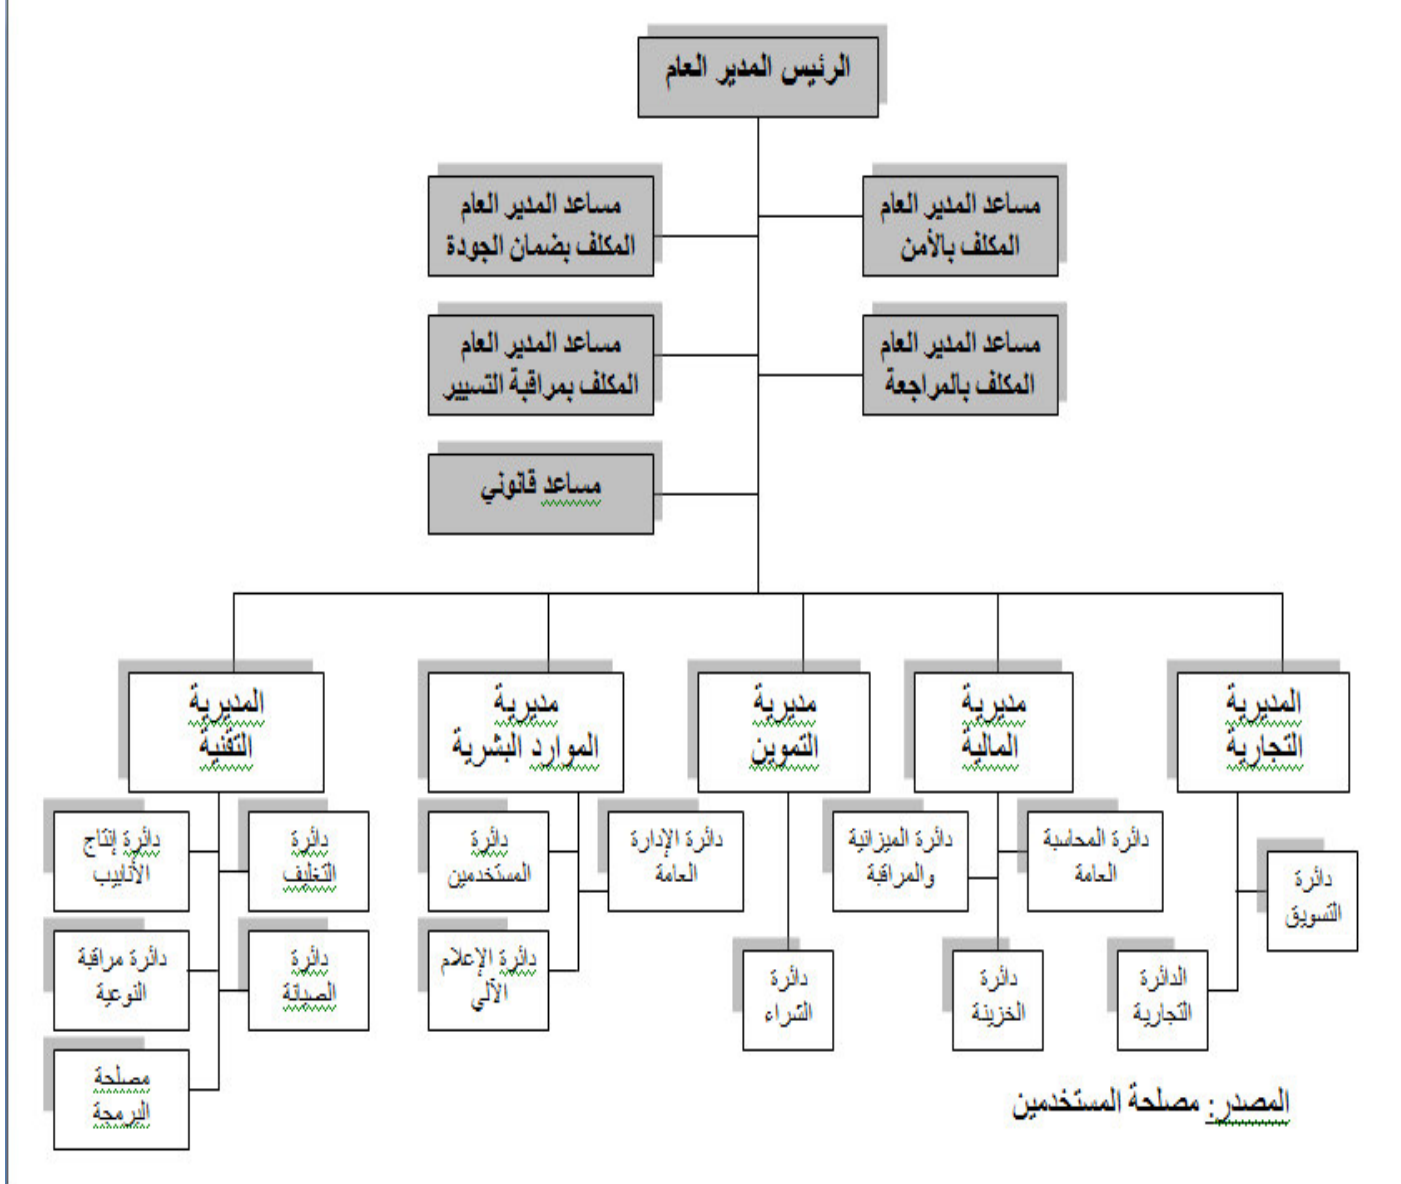 الرئيس المدير العام
مساعد المدير العام
المكلف بالأمن
مساعد المدير العام
المكلف بضمان الجودة
مساعد المدير العام
المكلف بالمراجعة
مساعد المدير العام
المكلف بمراقبة التسيير
مساعد قانوني
المديرية
التجارية
مديرية
المالية
مديرية
التموين
مديرية
الموارد البشرية
المديرية
التقنية
دائرة
التسويق
الدائرة
التجارية
دائرة المحاسبة
العامة
دائرة الميزانية
والمراقبة
دائرة
الخزينة
دائرة
الشراء
دائرة الإدارة
العامة
دائرة
المستخدمين
دائرة الإعلام
الآلي
دائرة
التغليف
دائرة إنتاج
الأنابيب
دائرة
الصيانة
دائرة مراقبة
النوعية
مصلحة
البرمجة
المصدر: مصلحة المستخدمين